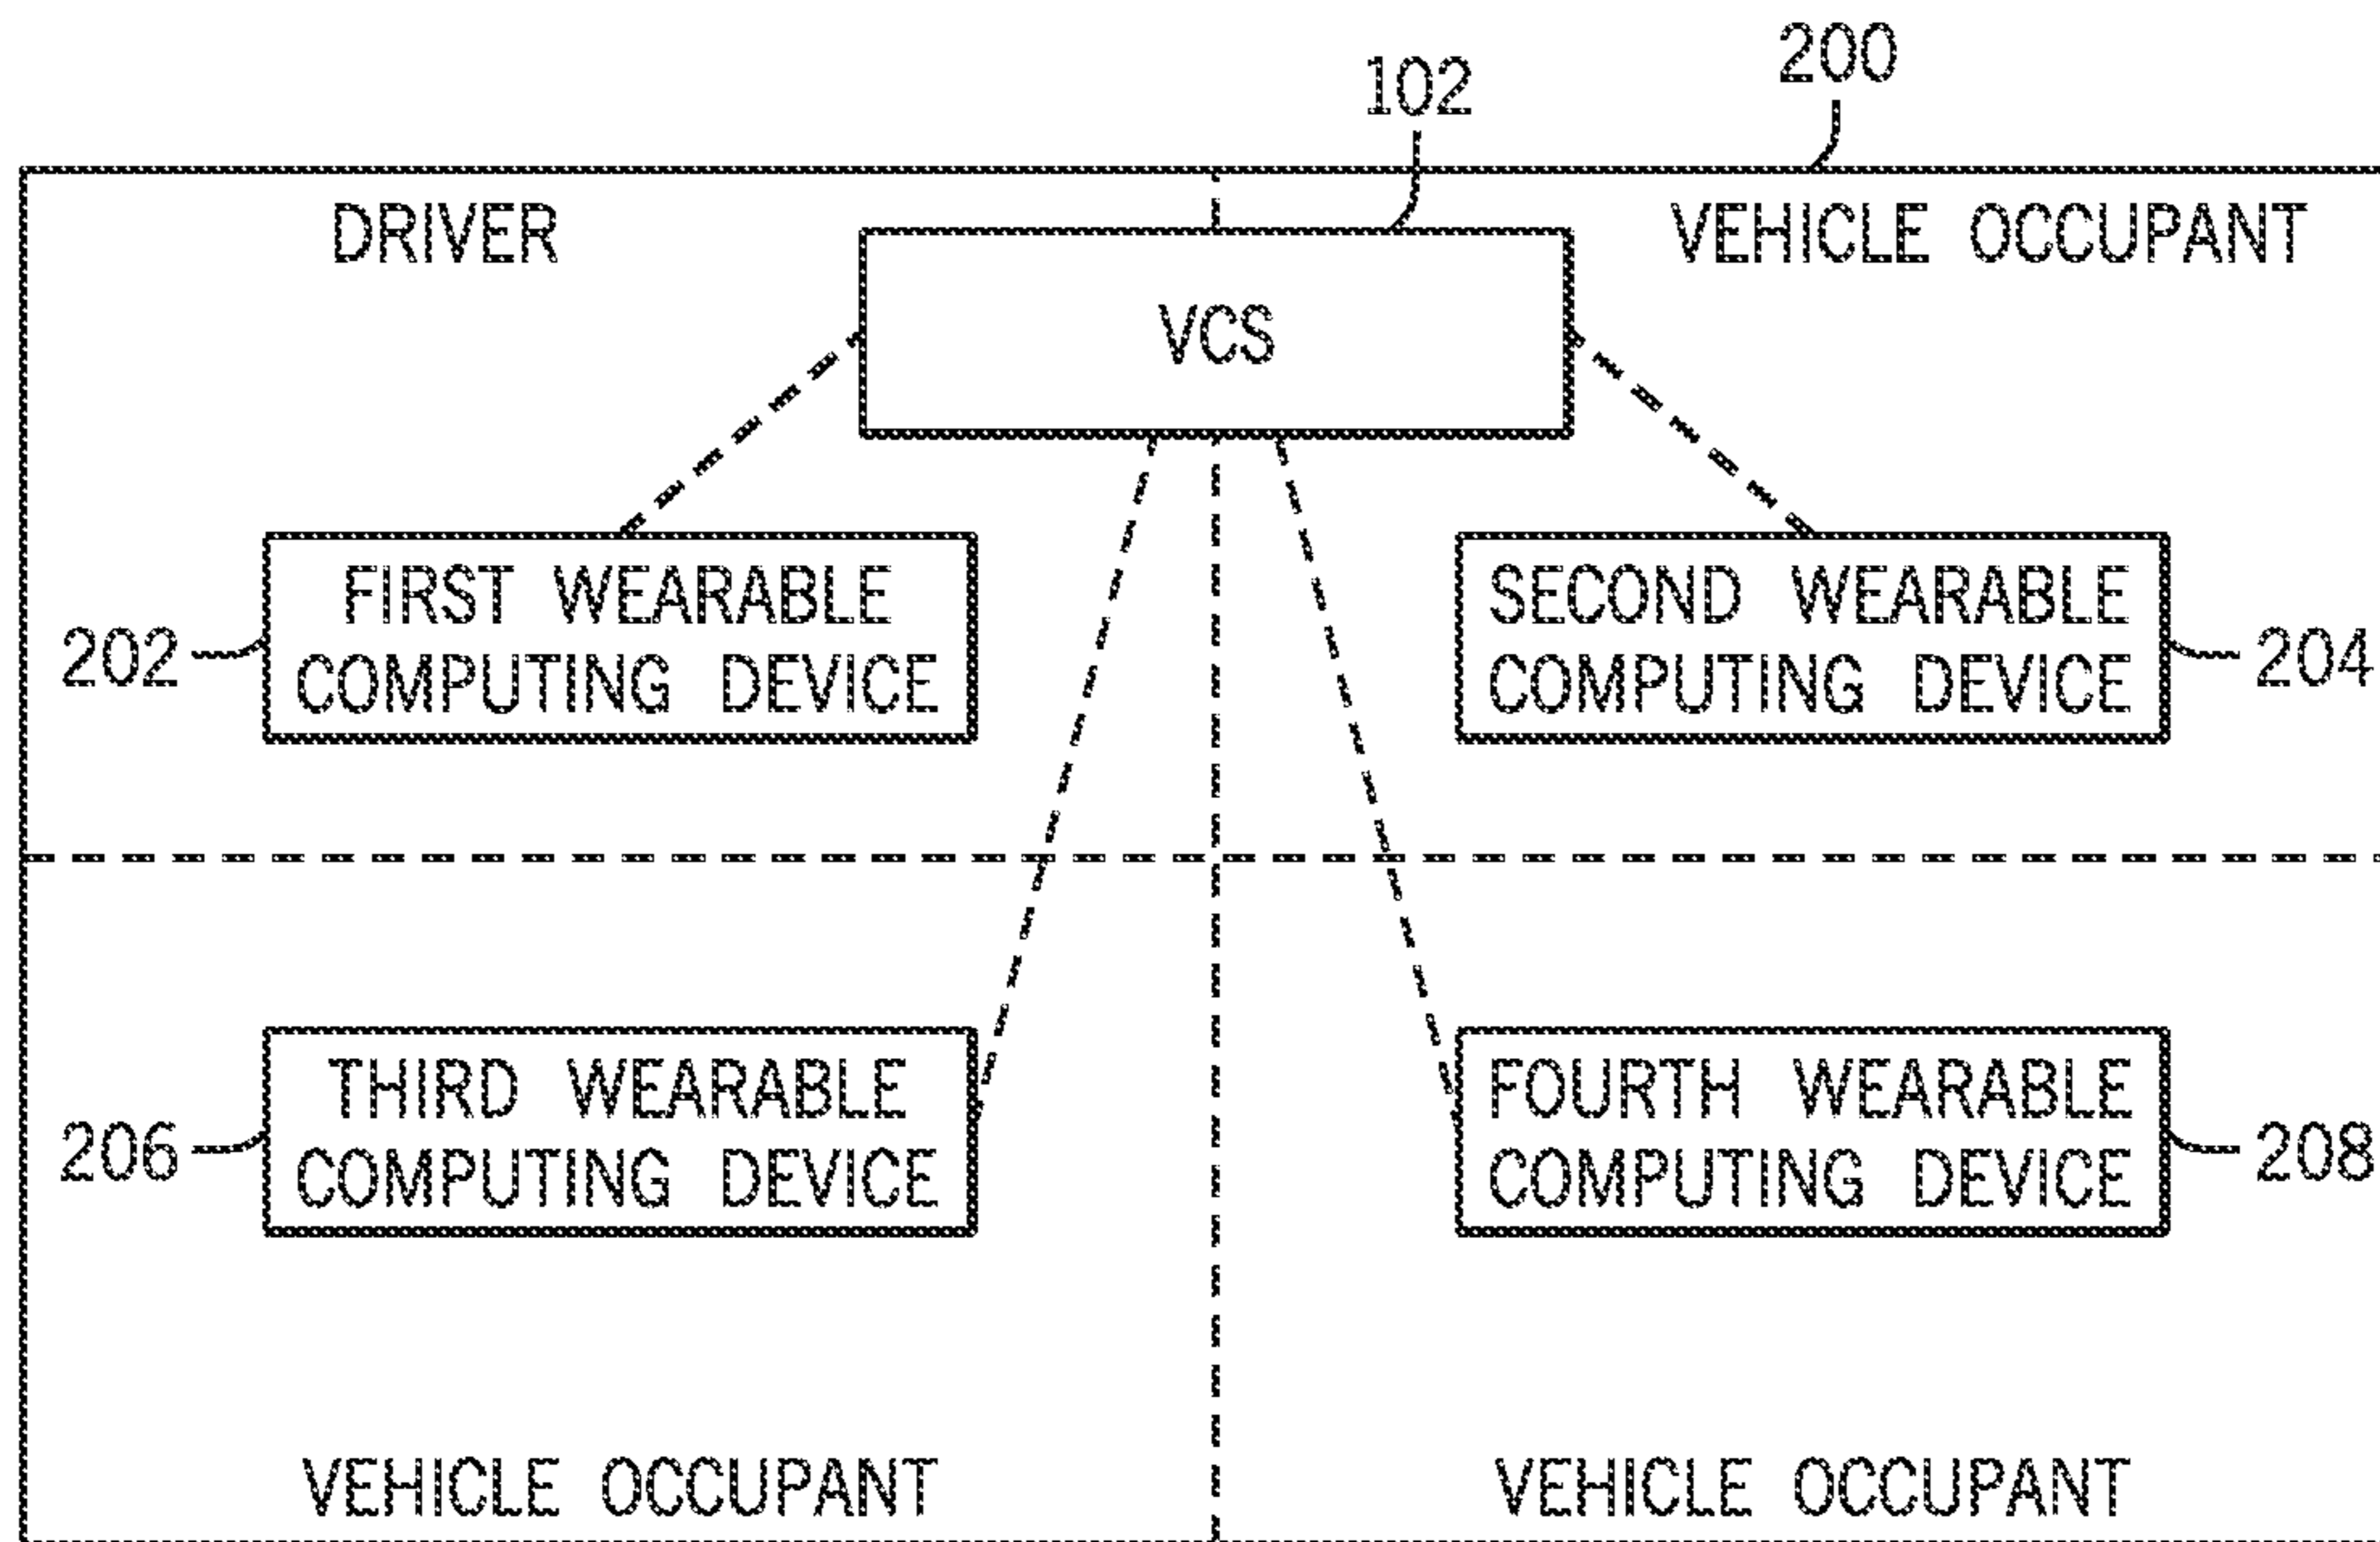 200
102
DRIVER
VEHICLE OCCUPANT
VCS
FIRST WEARABLE
COMPUTING DEVICE
202
SECOND WEARABLE
COMPUTING DEVICE
204
THIRD WEARABLE
COMPUTING DEVICE
206
FOURTH WEARABLE
COMPUTING DEVICE
208
VEHICLE OCCUPANT
VEHICLE OCCUPANT